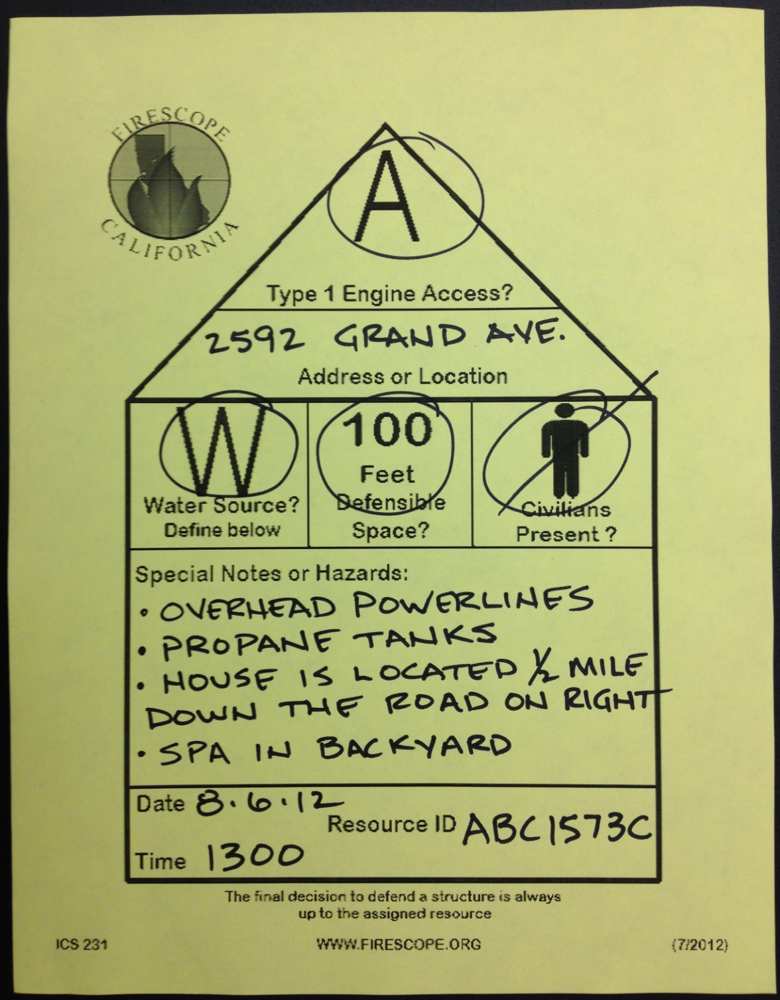 FIRESCOPE
CALIFORNIA
A
Type 1 Engine Access?
2592 GRAND AVE.
Address or Location
W
Water Source?
Define below
100
Feet
Defensible
Space?
Civilians
Present ?
Special Notes or Hazards:
• OVERHEAD POWERLINES
• PROPANE TANKS
• HOUSE IS LOCATED 1/2 MILE
DOWN THE ROAD ON RIGHT
• SPA IN BACKYARD
Date 8.6.12
Resource ID ABC1573C
Time 1300
The final decision to defend a structure is always
up to the assigned resource
ICS 231 WWW.FIRESCOPE.ORG (7/2012)